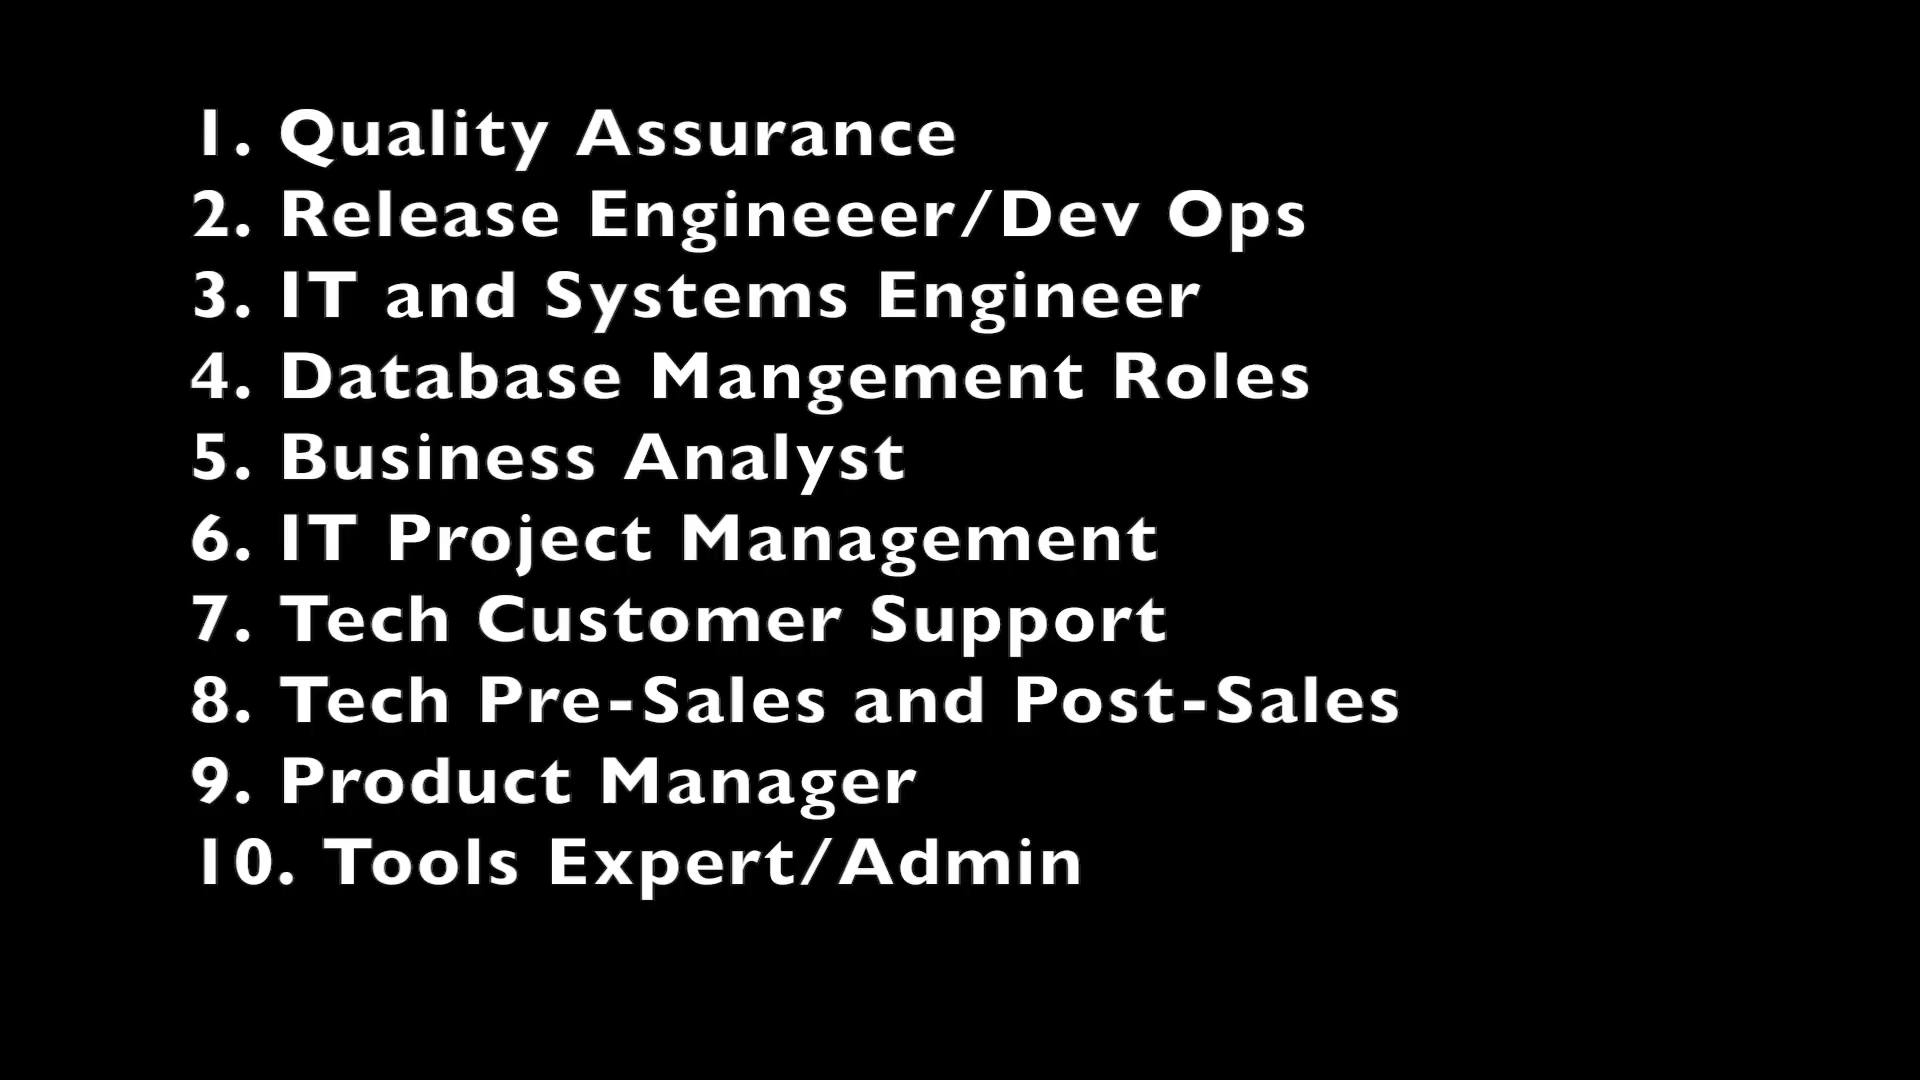 1. Quality Assurance
2. Release Engineeer/Dev Ops
3. IT and Systems Engineer
4. Database Mangement Roles
5. Business Analyst
6. IT Project Management
7. Tech Customer Support
8. Tech Pre-Sales and Post-Sales
9. Product Manager
10. Tools Expert/Admin